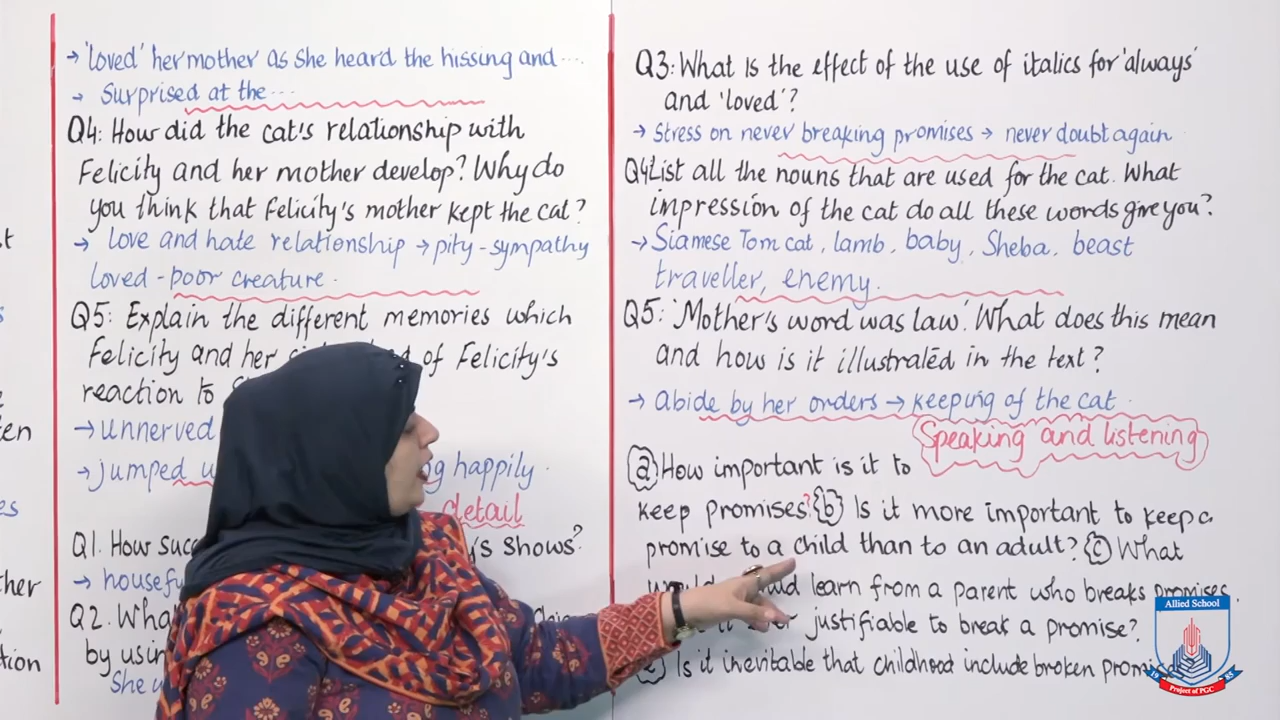 → 'loved' her mother as she heard the hissing and ....
→ Surprised at the ...
Q4: How did the cat's relationship with
Felicity and her mother develop? Why do
you think that Felicity's mother kept the cat?
→ love and hate relationship → pity - sympathy
loved - poor creature.
Q5: Explain the different memories which
Felicity and her of Felicity's
reaction to
→ unnerved
→ jumped happily.
detail
Q1. How shows?
→
Q2.
by
She
Q3: What is the effect of the use of italics for 'always'
and 'loved'?
→ stress on never breaking promises → never doubt again
Q4 List all the nouns that are used for the cat. What
impression of the cat do all these words give you?
→ Siamese Tom cat, lamb, baby, Sheba, beast
traveller, enemy.
Q5: 'Mother's word was law'. What does this mean
and how is it illustrated in the text?
→ abide by her orders → keeping of the cat.
Speaking and listening
(a) How important is it to
keep promises? (b) Is it more important to keep a
promise to a child than to an adult? (c) What
learn from a parent who breaks promises.
justifiable to break a promise?
Is it inevitable that childhood include broken
Allied School
19 85
Project of PGC